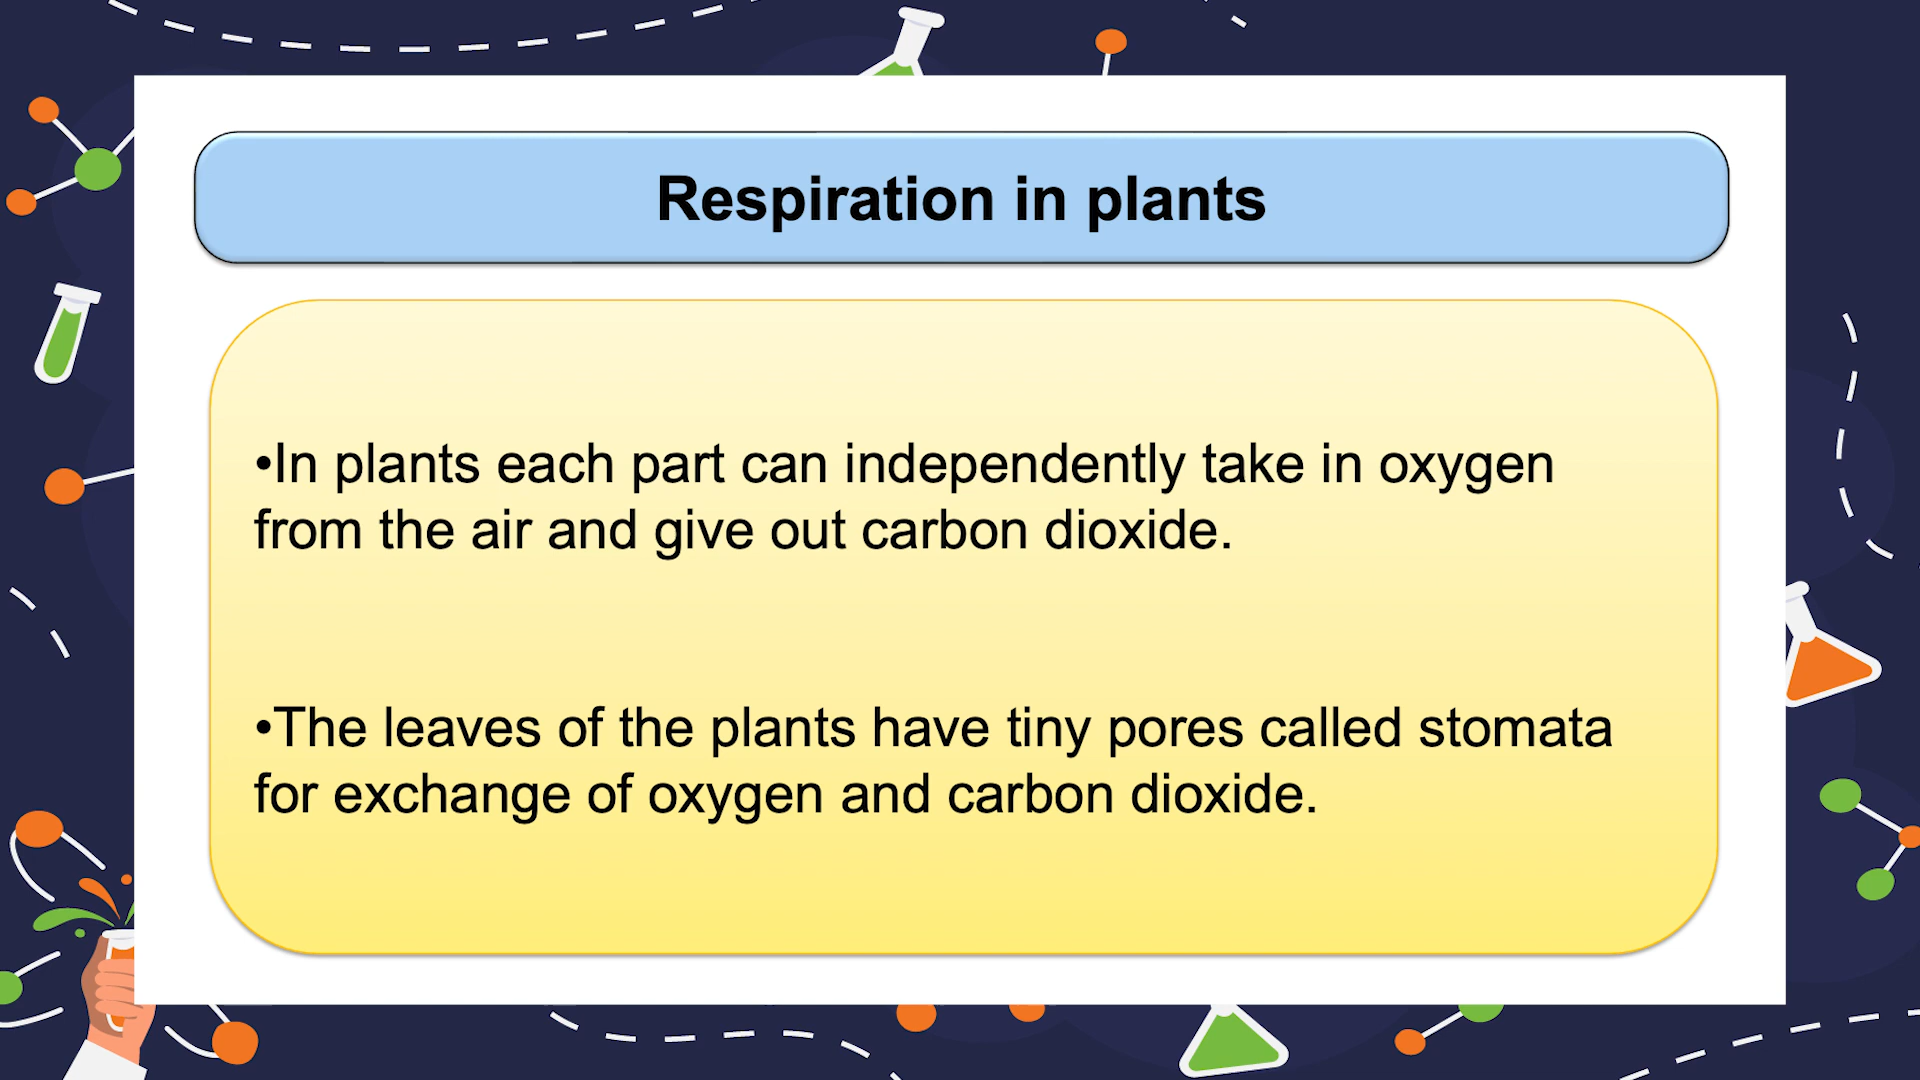 Respiration in plants
•In plants each part can independently take in oxygen
from the air and give out carbon dioxide.
•The leaves of the plants have tiny pores called stomata
for exchange of oxygen and carbon dioxide.